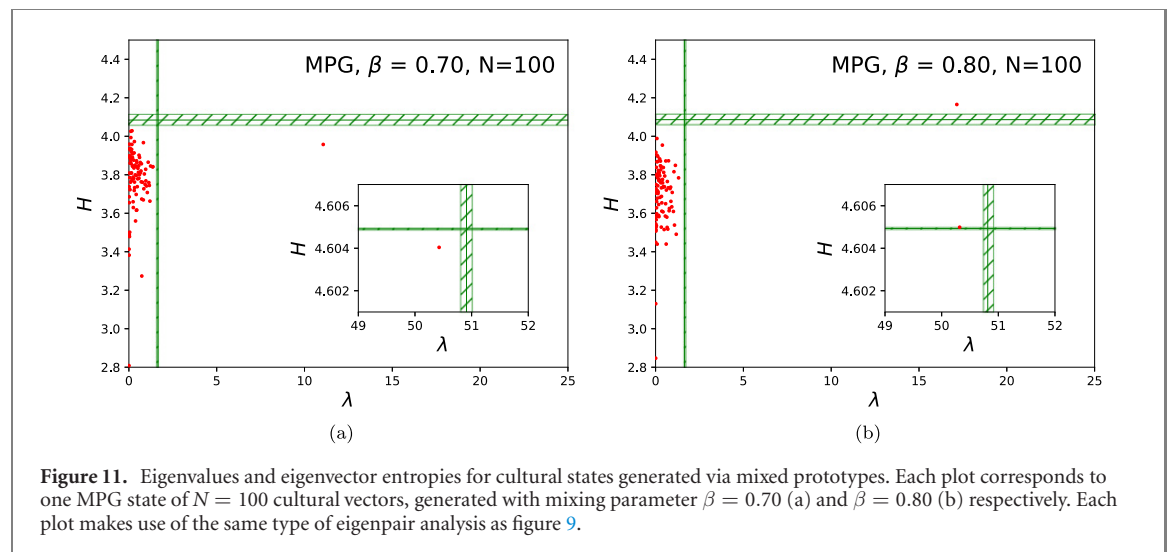 MPG, β = 0.70, N=100
H
4.4
4.2
4.0
3.8
3.6
3.4
3.2
3.0
2.8
0
5
10
15
20
25
λ
H
4.606
4.604
4.602
49
50
51
52
λ
(a)
MPG, β = 0.80, N=100
H
4.4
4.2
4.0
3.8
3.6
3.4
3.2
3.0
2.8
0
5
10
15
20
25
λ
H
4.606
4.604
4.602
49
50
51
52
λ
(b)
Figure 11. Eigenvalues and eigenvector entropies for cultural states generated via mixed prototypes. Each plot corresponds to
one MPG state of N = 100 cultural vectors, generated with mixing parameter β = 0.70 (a) and β = 0.80 (b) respectively. Each
plot makes use of the same type of eigenpair analysis as figure 9.